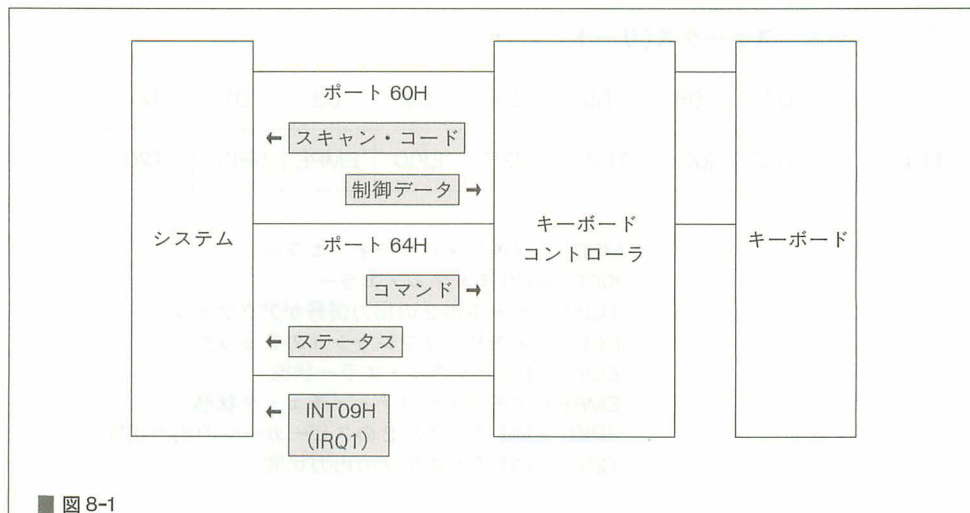 ポート 60H
← スキャン・コード
制御データ →
システム
ポート 64H
キーボード
コントローラ
キーボード
コマンド →
← ステータス
← INT09H
(IRQ1)
■ 図 8-1